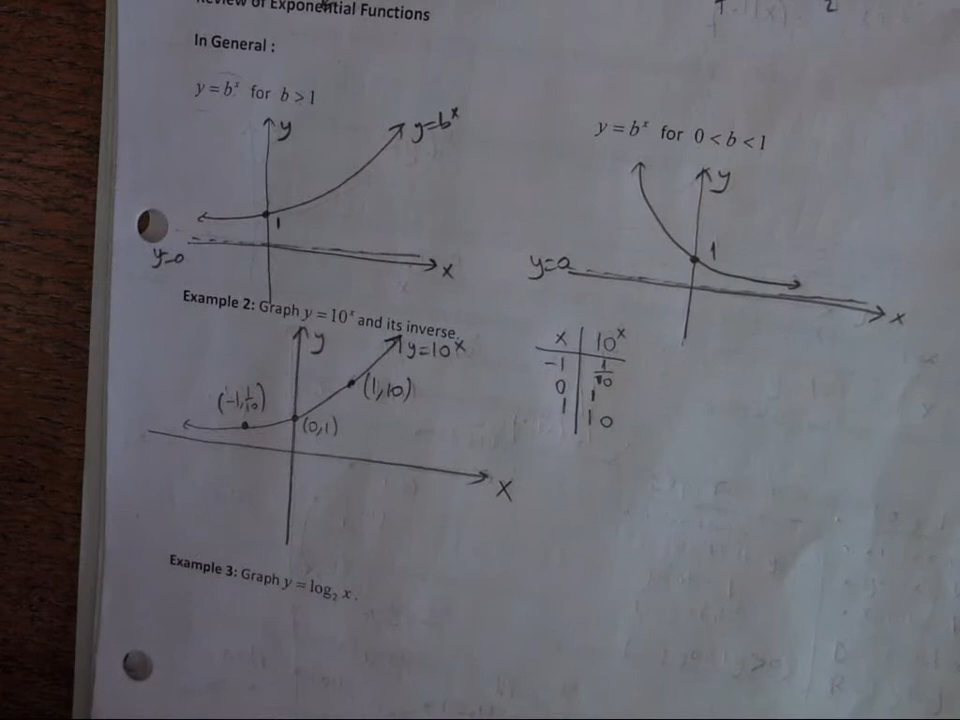 Review of Exponential Functions
In General :
y = b^x for b > 1
y
y=b^x
1
y=0
x
y = b^x for 0 < b < 1
y
1
y=0
x
Example 2: Graph y = 10^x and its inverse.
y
y=10^x
(1,10)
(-1,1/10)
(0,1)
x
x | 10^x
-1 | 1/10
0 | 1
1 | 10
Example 3: Graph y = log₂ x .